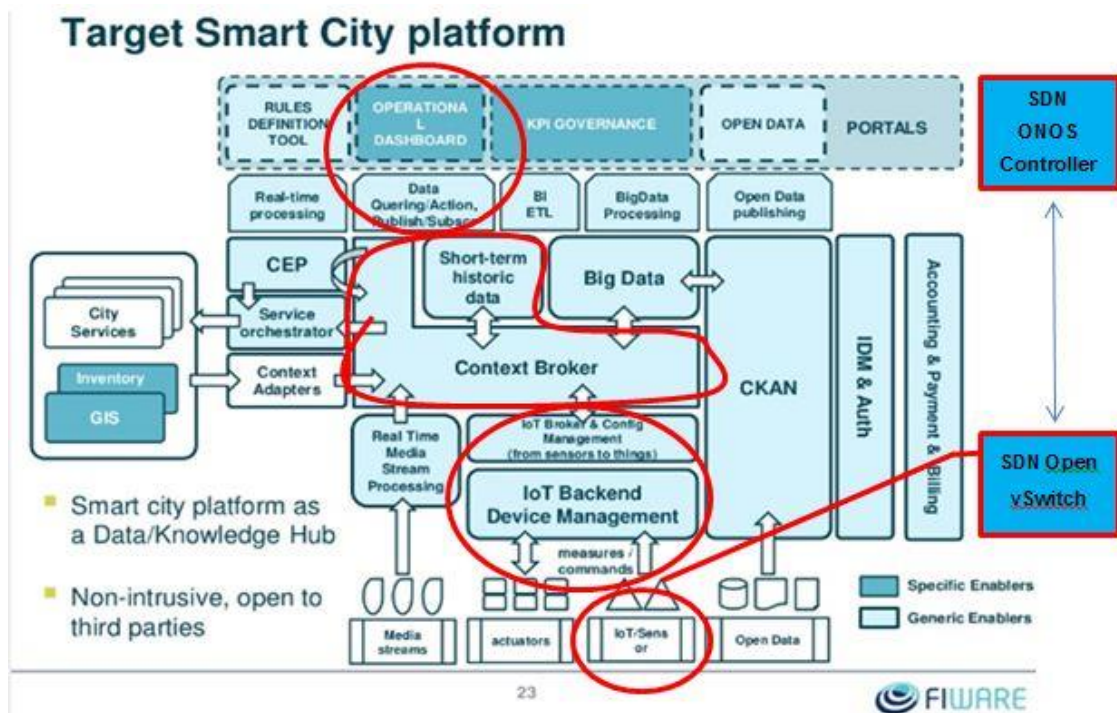 Target Smart City platform
RULES
DEFINITION
TOOL
OPERATIONA
L
DASHBOARD
KPI GOVERNANCE
OPEN DATA
PORTALS
SDN
ONOS
Controller
Real-time
processing
Data
Quering/Action,
Publish/Subsc
BI
ETL
BigData
Processing
Open Data
publishing
CEP
Short-term
historic
data
Big Data
City
Services
Service
orchestrator
Context Broker
CKAN
IDM & Auth
Accounting & Payment & Billing
Inventory
GIS
Context
Adapters
Real Time
Media
Stream
Processing
IoT Broker & Config
Management
(from sensors to things)
IoT Backend
Device Management
SDN Open
vSwitch
measures /
commands
Smart city platform as
a Data/Knowledge Hub
Non-intrusive, open to
third parties
Specific Enablers
Generic Enablers
Media
streams
actuators
IoT/Sens
or
Open Data
23
FIWARE